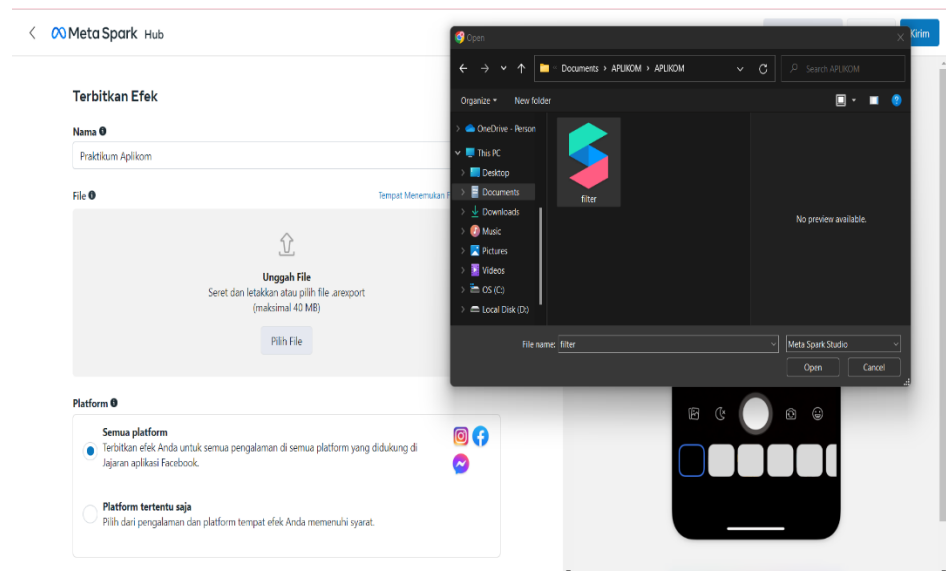 Meta Spark Hub
Kirim
Terbitkan Efek
Nama
Praktikum Aplikom
File
Tempat Menemukan F
Unggah File
Seret dan letakkan atau pilih file .arexport
(maksimal 40 MB)
Pilih File
Platform
Semua platform
Terbitkan efek Anda untuk semua pengalaman di semua platform yang didukung di
Jajaran aplikasi Facebook.
Platform tertentu saja
Pilih dari pengalaman dan platform tempat efek Anda memenuhi syarat.
Open
Documents > APLIKOM > APLIKOM
Search APLIKOM
Organize
New folder
OneDrive - Person
This PC
Desktop
Documents
Downloads
Music
Pictures
Videos
OS (C:)
Local Disk (D:)
filter
No preview available.
File name: filter
Meta Spark Studio
Open
Cancel